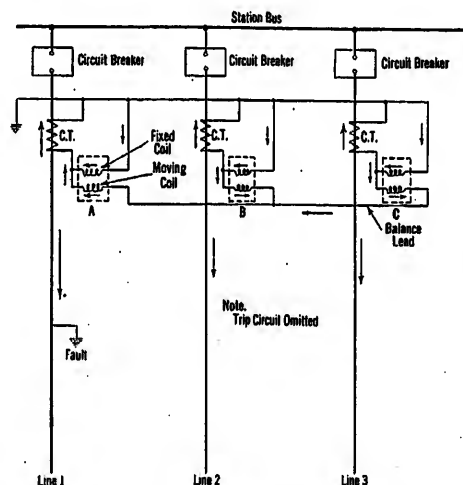 Station Bus
Circuit Breaker
Circuit Breaker
Circuit Breaker
C.T.
C.T.
C.T.
Fixed
Coil
Moving
Coil
A
B
C
Balance
Lead
Note.
Trip Circuit Omitted
Fault
Line 1
Line 2
Line 3